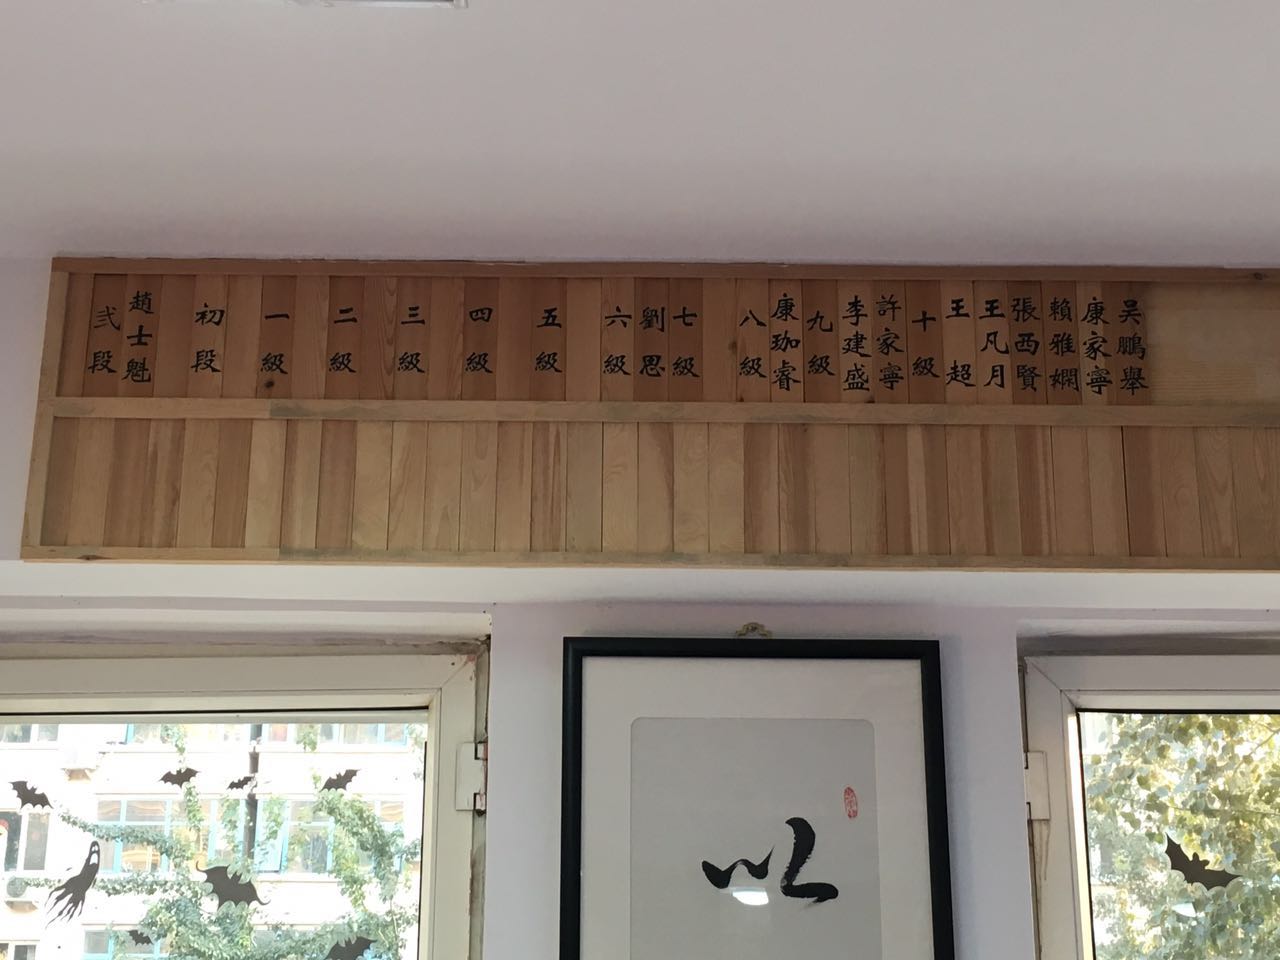 弐段
趙士魁
初段
一級
二級
三級
四級
五級
六級
劉思
七級
八級
康珈睿
九級
李建盛
許家寧
十級
王超
王凡月
張西賢
賴雅嫻
康家寧
吴鵬舉
以